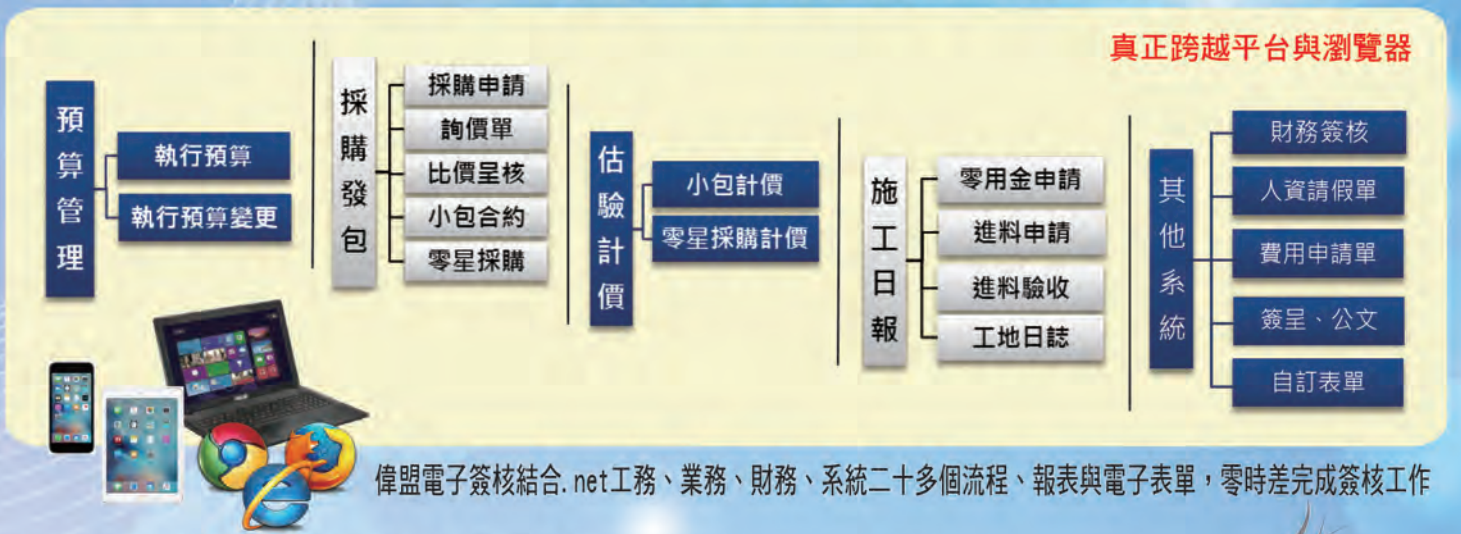 真正跨越平台與瀏覽器
預算管理
執行預算
執行預算變更
採購發包
採購申請
詢價單
比價呈核
小包合約
零星採購
估驗計價
小包計價
零星採購計價
施工日報
零用金申請
進料申請
進料驗收
工地日誌
其他系統
財務簽核
人資請假單
費用申請單
簽呈、公文
自訂表單
偉盟電子簽核結合.net工務、業務、財務、系統二十多個流程、報表與電子表單，零時差完成簽核工作